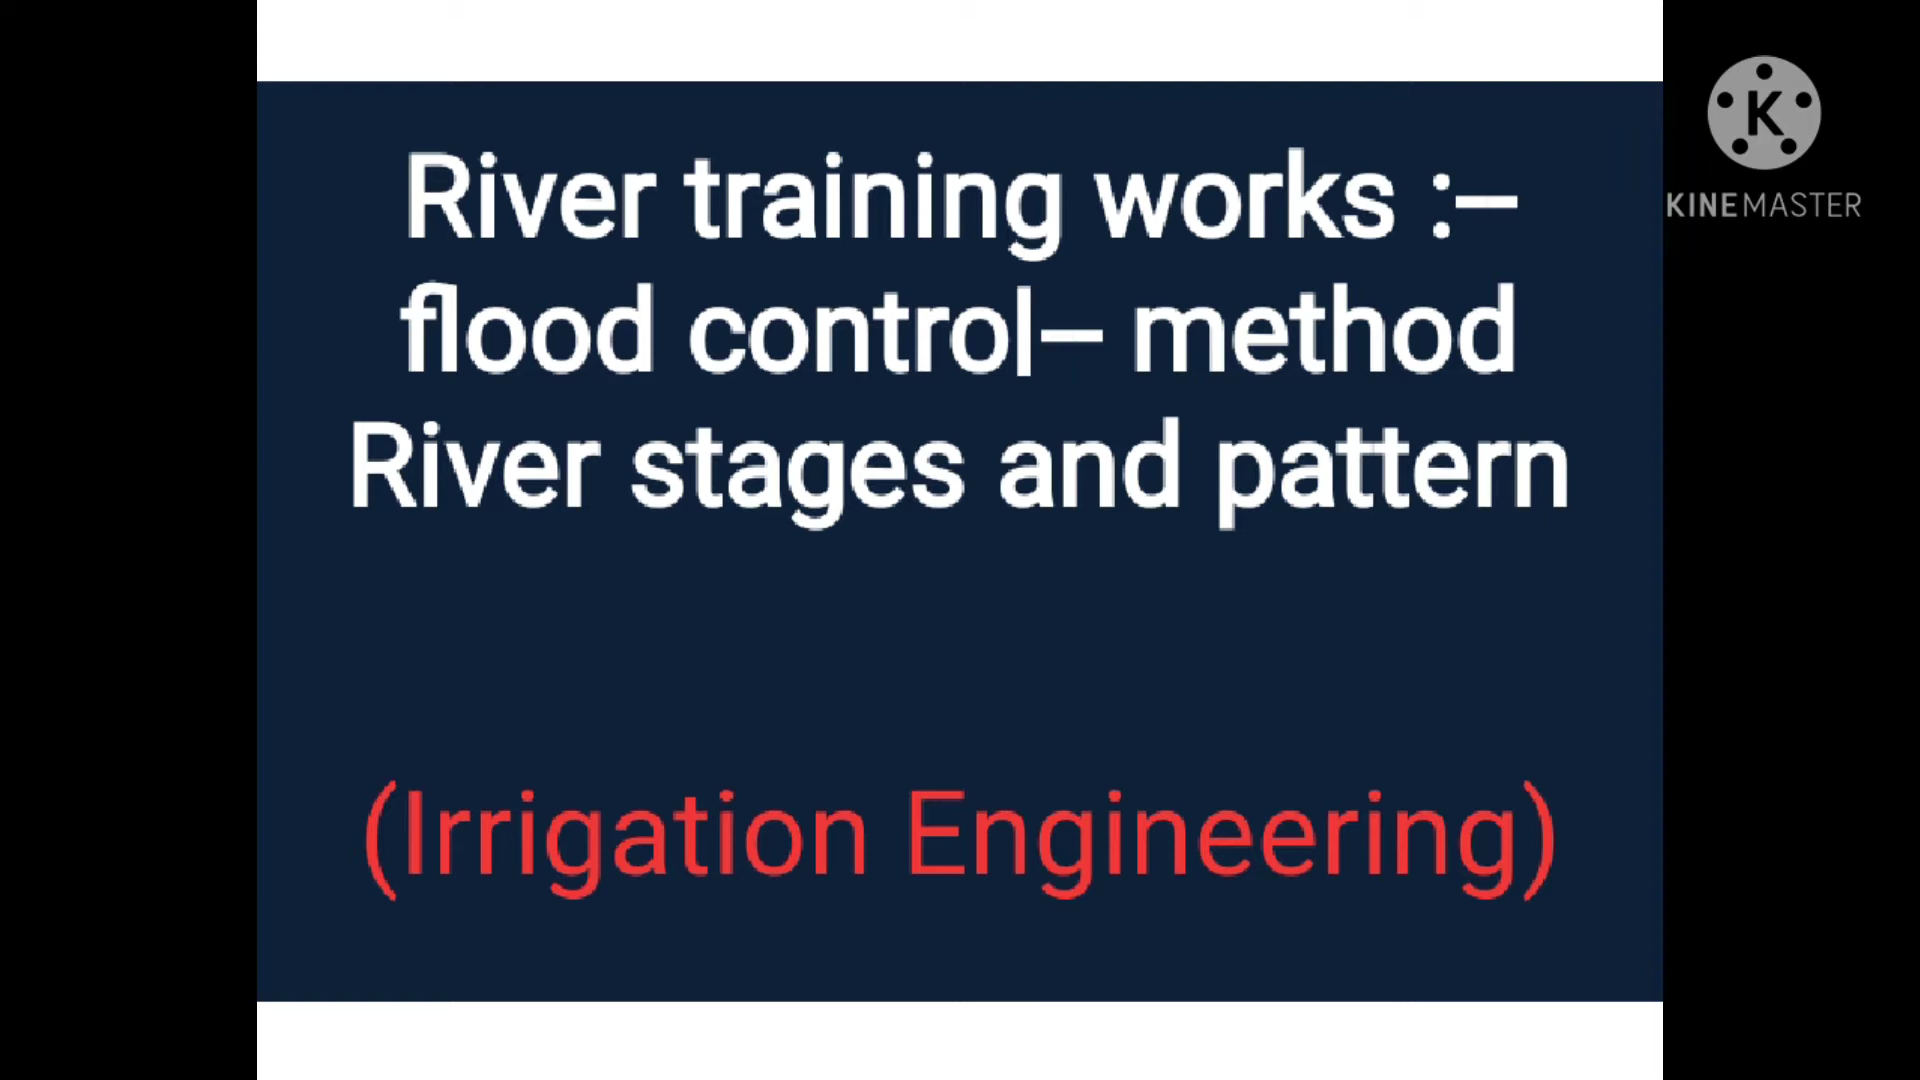 River training works :–
flood control– method
River stages and pattern
(Irrigation Engineering)
K
KINEMASTER